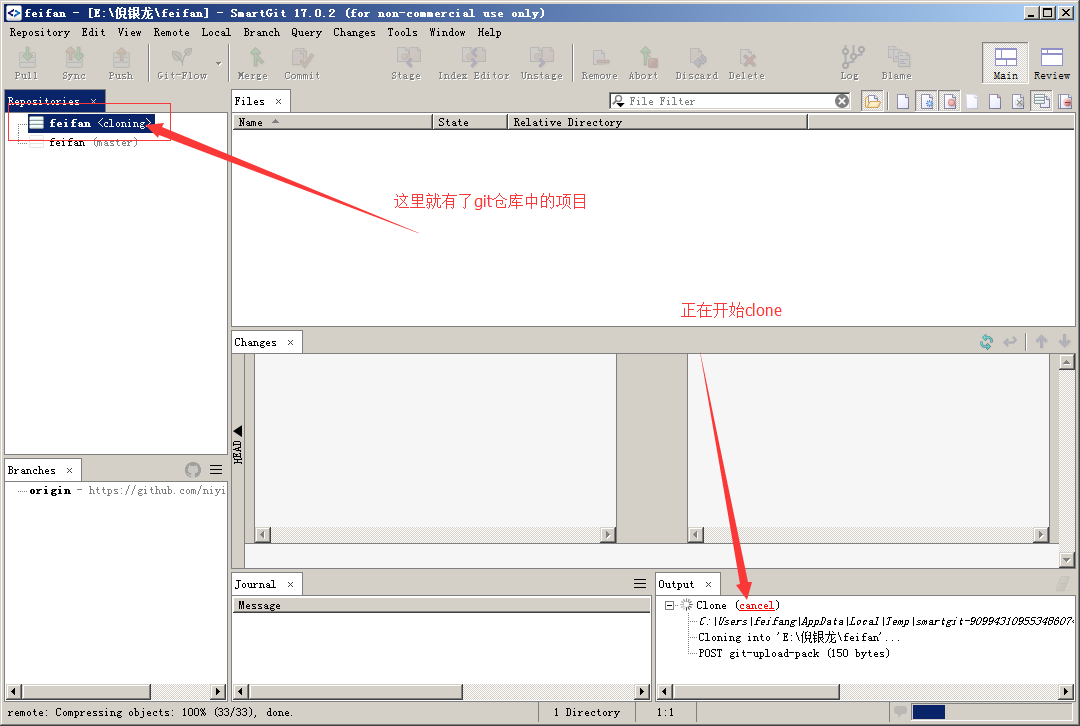 feifan - [E:\倪银龙\feifan] - SmartGit 17.0.2 (for non-commercial use only)
Repository Edit View Remote Local Branch Query Changes Tools Window Help
Pull Sync Push Git-Flow Merge Commit Stage Index Editor Unstage Remove Abort Discard Delete Log Blame Main Review
Repositories ×
Files ×
File Filter
feifan <cloning>
feifan (master)
Name State Relative Directory
这里就有了git仓库中的项目
正在开始clone
Changes ×
HEAD
Branches ×
origin - https://github.com/niyi
Journal ×
Message
Output ×
Clone (cancel)
C:\Users\feifang\AppData\Local\Temp\smartgit-9099431095534860
Cloning into 'E:\倪银龙\feifan'...
POST git-upload-pack (150 bytes)
remote: Compressing objects: 100% (33/33), done.
1 Directory
1:1